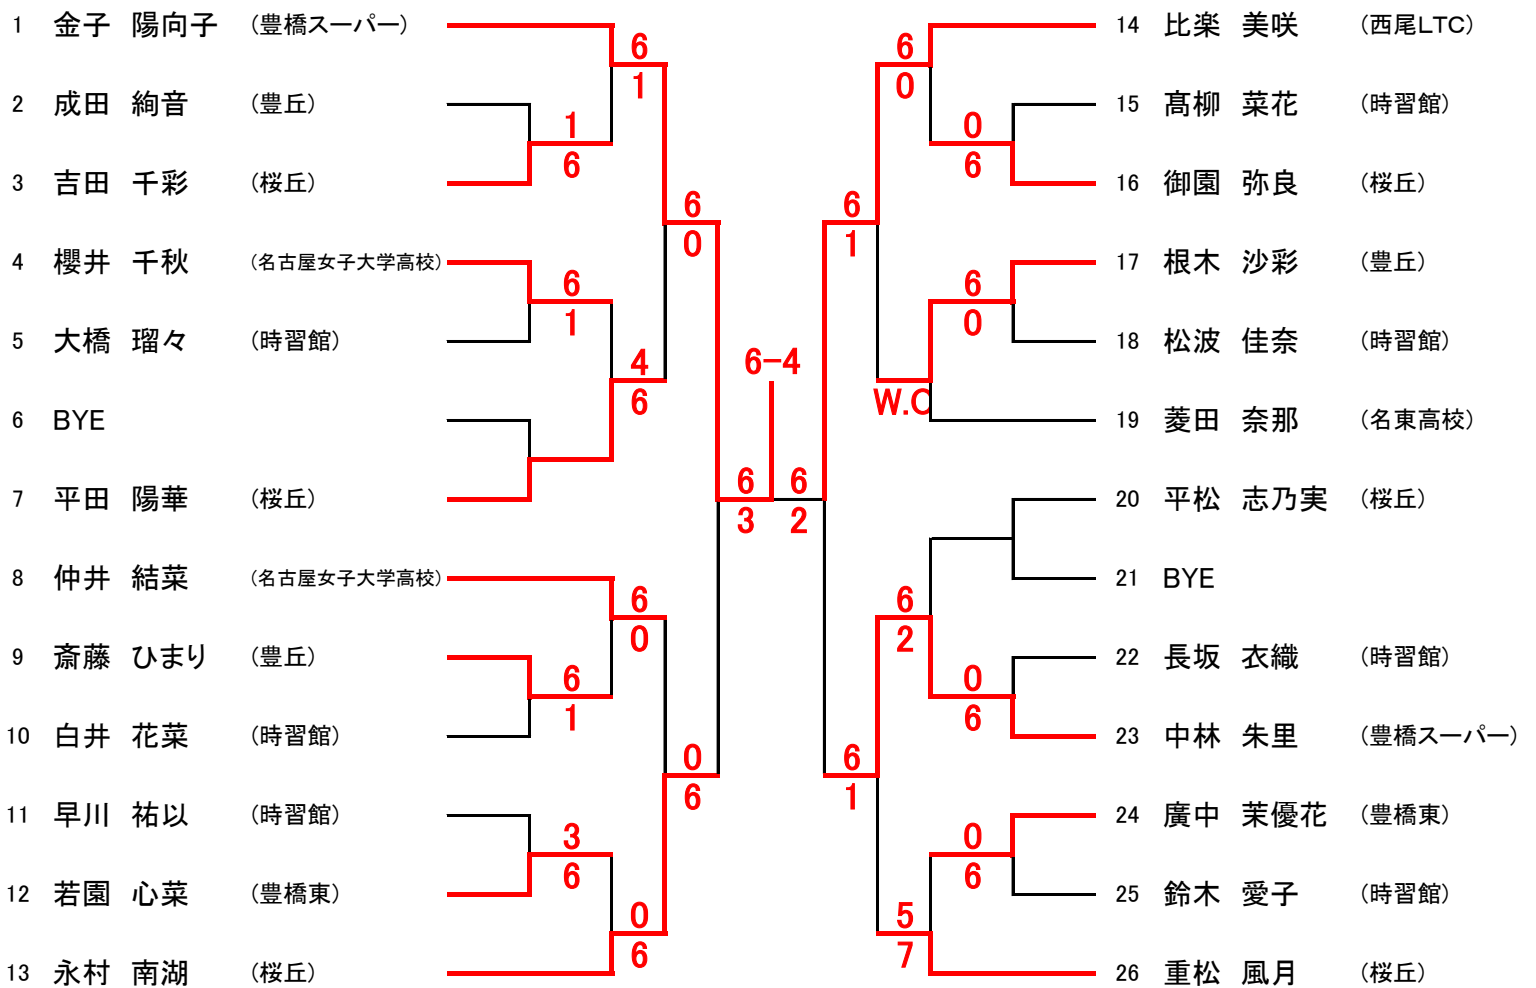 1 金子 陽向子 (豊橋スーパー)
2 成田 絢音 (豊丘)
3 吉田 千彩 (桜丘)
4 櫻井 千秋 (名古屋女子大学高校)
5 大橋 瑠々 (時習館)
6 BYE
7 平田 陽華 (桜丘)
8 仲井 結菜 (名古屋女子大学高校)
9 斎藤 ひまり (豊丘)
10 白井 花菜 (時習館)
11 早川 祐以 (時習館)
12 若園 心菜 (豊橋東)
13 永村 南湖 (桜丘)
1
6
6
1
6
1
3
6
6
1
4
6
6
0
0
6
6
0
0
6
6
3
6-4
6
2
6
1
6
1
6
0
W.O
6
2
5
7
0
6
6
0
0
6
0
6
14 比楽 美咲 (西尾LTC)
15 髙柳 菜花 (時習館)
16 御園 弥良 (桜丘)
17 根木 沙彩 (豊丘)
18 松波 佳奈 (時習館)
19 菱田 奈那 (名東高校)
20 平松 志乃実 (桜丘)
21 BYE
22 長坂 衣織 (時習館)
23 中林 朱里 (豊橋スーパー)
24 廣中 茉優花 (豊橋東)
25 鈴木 愛子 (時習館)
26 重松 風月 (桜丘)